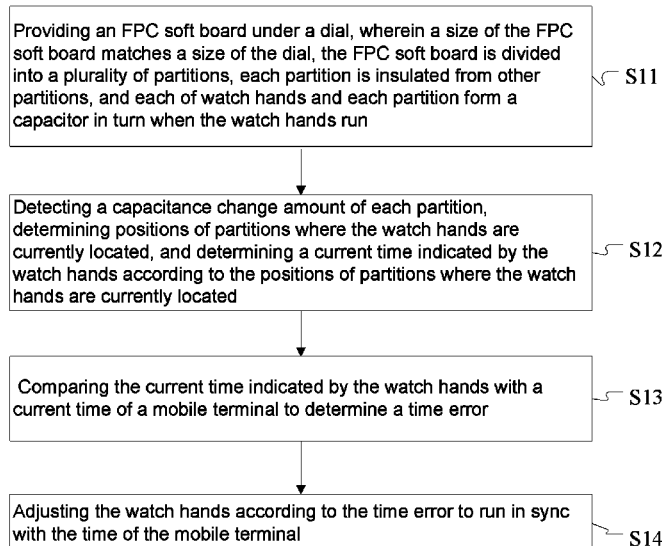 Providing an FPC soft board under a dial, wherein a size of the FPC
soft board matches a size of the dial, the FPC soft board is divided
into a plurality of partitions, each partition is insulated from other
partitions, and each of watch hands and each partition form a
capacitor in turn when the watch hands run
S11
Detecting a capacitance change amount of each partition,
determining positions of partitions where the watch hands are
currently located, and determining a current time indicated by the
watch hands according to the positions of partitions where the watch
hands are currently located
S12
Comparing the current time indicated by the watch hands with a
current time of a mobile terminal to determine a time error
S13
Adjusting the watch hands according to the time error to run in sync
with the time of the mobile terminal
S14